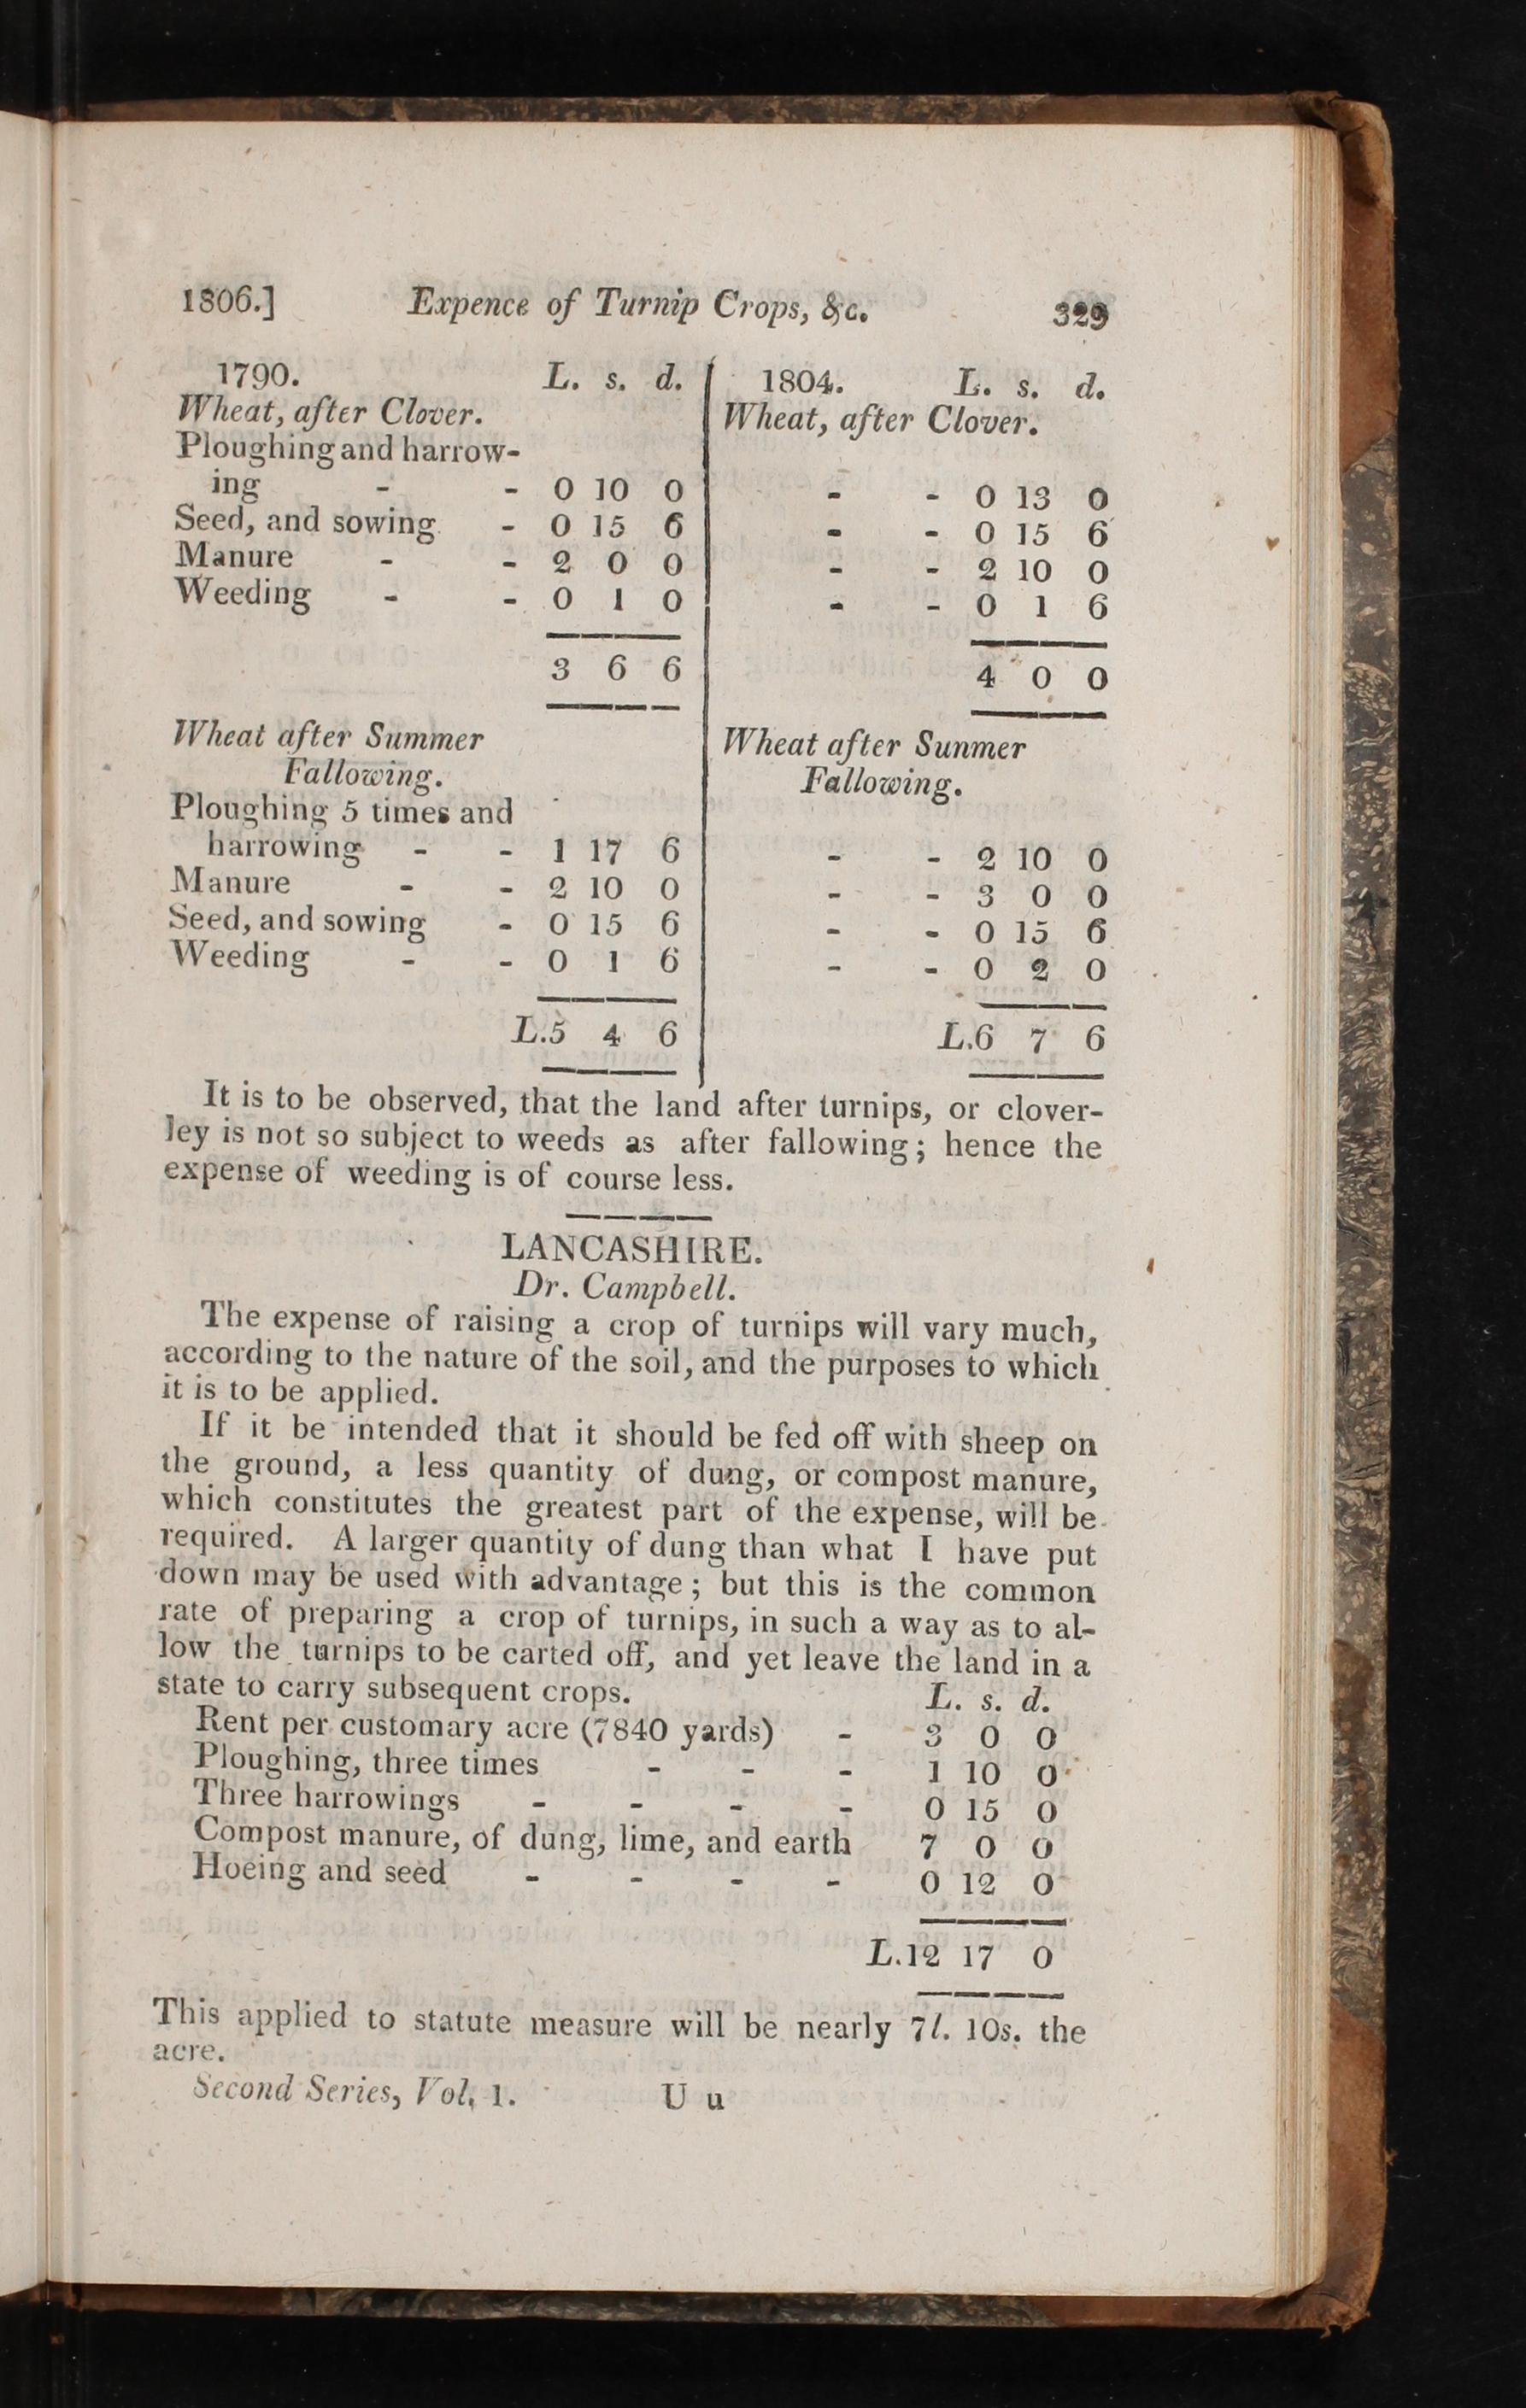 1806.] Expence of Turnip Crops, &c. 329
1790. L. s. d. 1804. L. s. d.
Wheat, after Clover. Wheat, after Clover.
Ploughing and harrow-
ing - - 0 10 0 - - 0 13 0
Seed, and sowing - 0 15 6 - - 0 15 6
Manure - - 2 0 0 - - 2 10 0
Weeding - - 0 1 0 - - 0 1 6
3 6 6 4 0 0
Wheat after Summer Wheat after Sunmer
Fallowing. Fallowing.
Ploughing 5 times and
harrowing - - 1 17 6 - - 2 10 0
Manure - - 2 10 0 - - 3 0 0
Seed, and sowing - 0 15 6 - - 0 15 6
Weeding - - 0 1 6 - - 0 2 0
L.5 4 6 L.6 7 6
It is to be observed, that the land after turnips, or clover-
ley is not so subject to weeds as after fallowing; hence the
expense of weeding is of course less.
LANCASHIRE.
Dr. Campbell.
The expense of raising a crop of turnips will vary much,
according to the nature of the soil, and the purposes to which
it is to be applied.
If it be intended that it should be fed off with sheep on
the ground, a less quantity of dung, or compost manure,
which constitutes the greatest part of the expense, will be
required. A larger quantity of dung than what I have put
down may be used with advantage; but this is the common
rate of preparing a crop of turnips, in such a way as to al-
low the turnips to be carted off, and yet leave the land in a
state to carry subsequent crops. L. s. d.
Rent per customary acre (7840 yards) - 3 0 0
Ploughing, three times - - - 1 10 0
Three harrowings - - - - 0 15 0
Compost manure, of dung, lime, and earth 7 0 0
Hoeing and seed - - - - 0 12 0
L.12 17 0
This applied to statute measure will be nearly 7l. 10s. the
acre.
Second Series, Vol, 1. U u